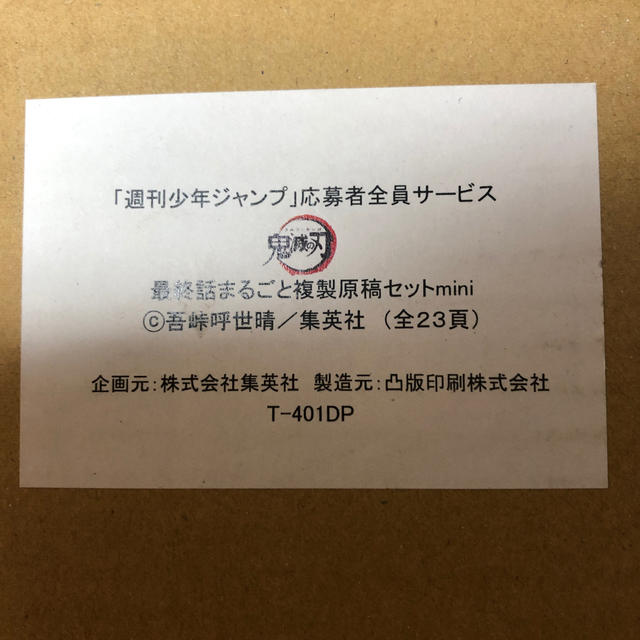 「週刊少年ジャンプ」応募者全員サービス
鬼滅の刃
最終話まるごと複製原稿セットmini
©吾峠呼世晴／集英社 （全23頁）
企画元：株式会社集英社 製造元：凸版印刷株式会社
T-401DP